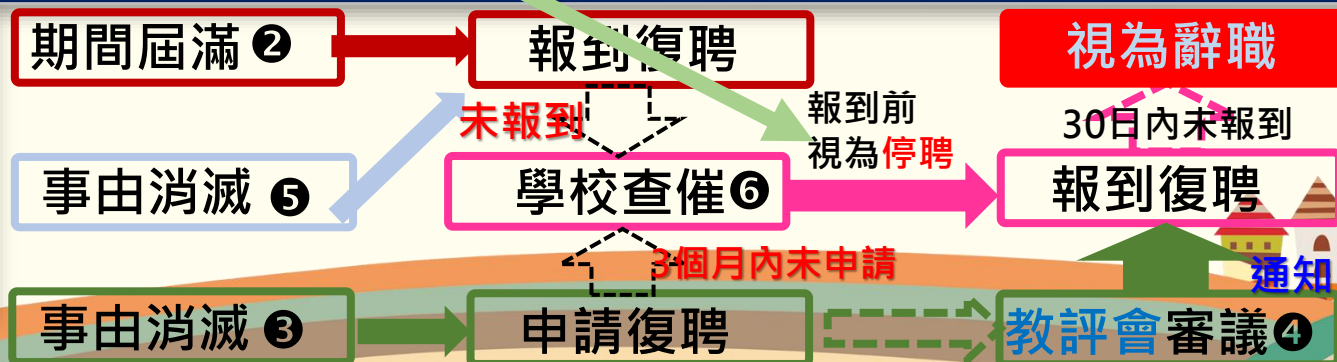 期間屆滿❷
報到復聘
視為辭職
未報到
報到前
視為停聘
30日內未報到
事由消滅 ❺
學校查催❻
報到復聘
3個月內未申請
通知
事由消滅 ❸
申請復聘
教評會審議❹